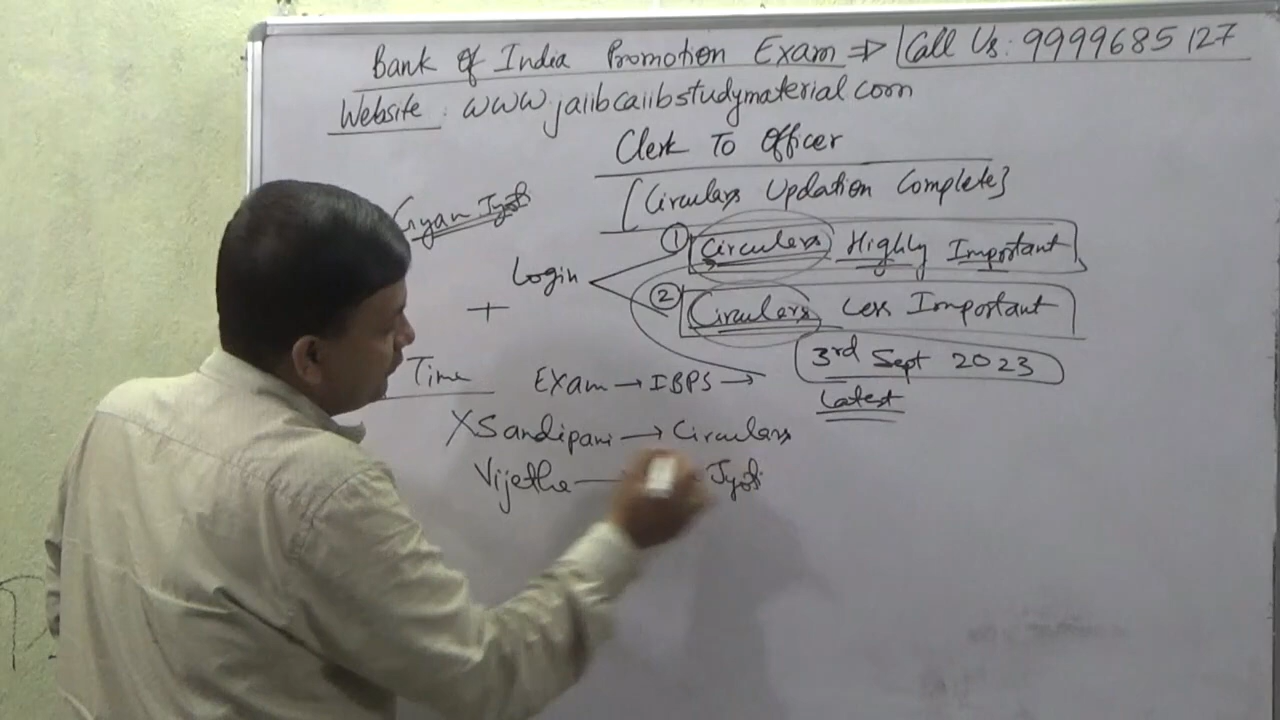 Bank Of India Promotion Exam ⇒ Call Us: 9999685127
Website: www.jaiibcaiibstudymaterial.com
Clerk To Officer
[Circulars Updation Complete]
Gyan Jyoti
① Circulers Highly Important
Login
② Circulers Less Important
+
3rd Sept 2023
Time Exam → IBPS →
Latest
X Sandipani → Circulars
Vijetha — Jyoti